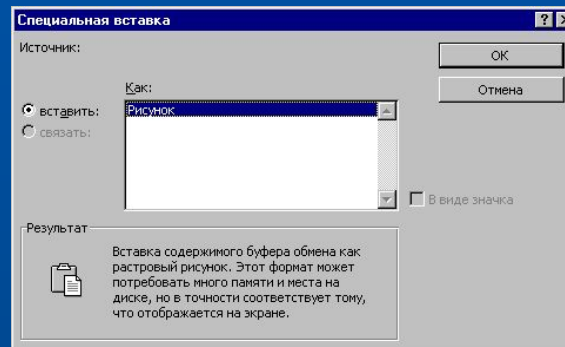 Специальная вставка
Источник:
ОК
Отмена
Как:
вставить:
связать:
Рисунок
В виде значка
Результат
Вставка содержимого буфера обмена как
растровый рисунок. Этот формат может
потребовать много памяти и места на
диске, но в точности соответствует тому,
что отображается на экране.